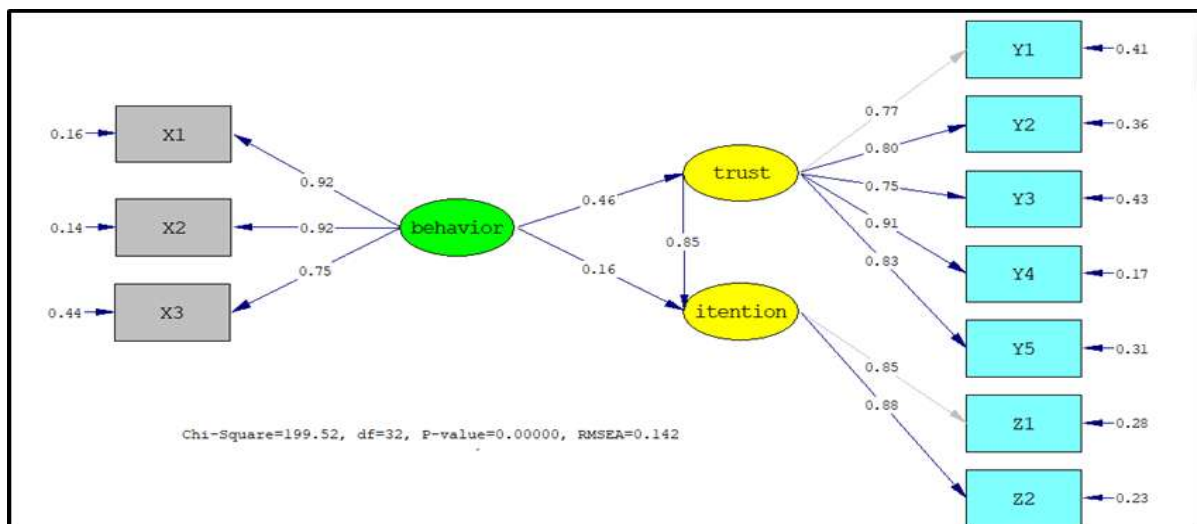 Y1
0.41
0.77
0.16
X1
Y2
0.36
0.80
trust
0.92
0.46
0.75
Y3
0.43
0.14
X2
0.92
behavior
0.91
0.85
0.83
0.75
0.16
Y4
0.17
0.44
X3
itention
Y5
0.31
0.85
0.88
Chi-Square=199.52, df=32, P-value=0.00000, RMSEA=0.142
Z1
0.28
Z2
0.23